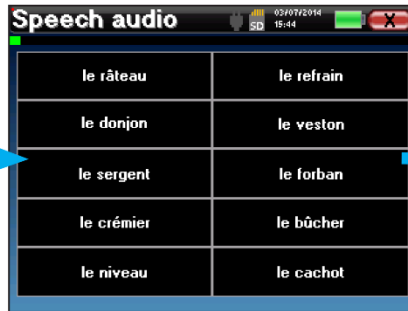 Speech audio SD 03/07/2014 15:44 X
le râteau le refrain
le donjon le veston
le sergent le forban
le crémier le bûcher
le niveau le cachot